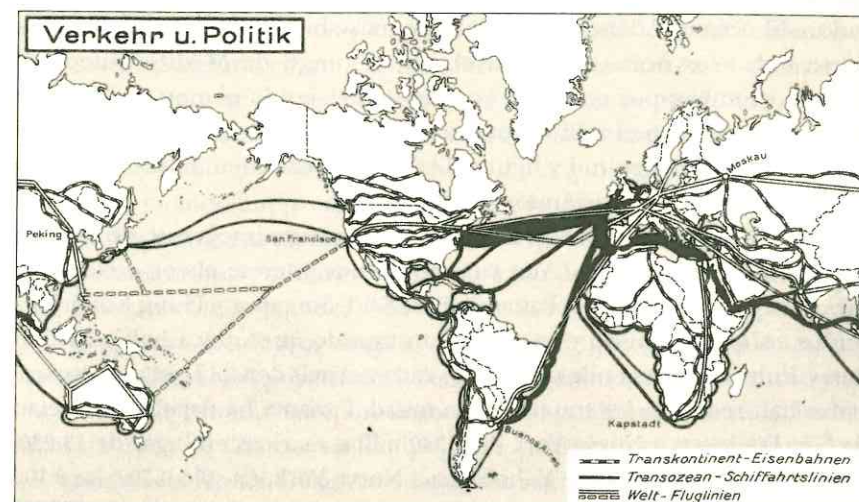 Verkehr u. Politik
Moskau
Peking
San Francisco
Kapstadt
Buenos Aires
Transkontinent-Eisenbahnen
Transozean-Schiffahrtslinien
Welt-Fluglinien